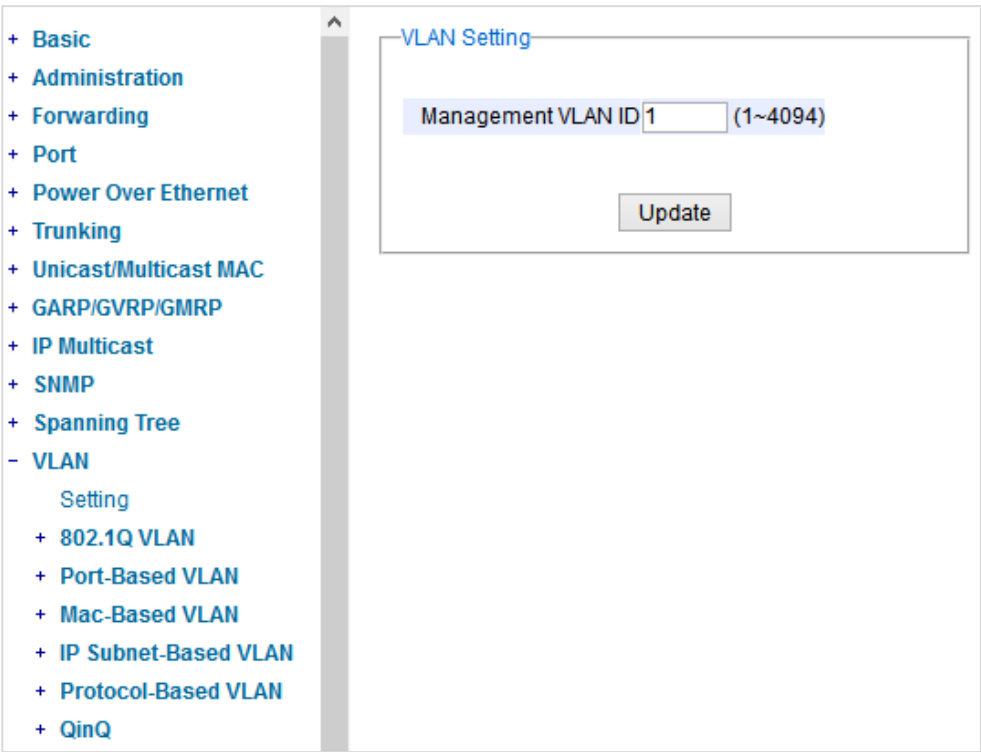 + Basic
+ Administration
+ Forwarding
+ Port
+ Power Over Ethernet
+ Trunking
+ Unicast/Multicast MAC
+ GARP/GVRP/GMRP
+ IP Multicast
+ SNMP
+ Spanning Tree
- VLAN
Setting
+ 802.1Q VLAN
+ Port-Based VLAN
+ Mac-Based VLAN
+ IP Subnet-Based VLAN
+ Protocol-Based VLAN
+ QinQ
VLAN Setting
Management VLAN ID 1 (1~4094)
Update